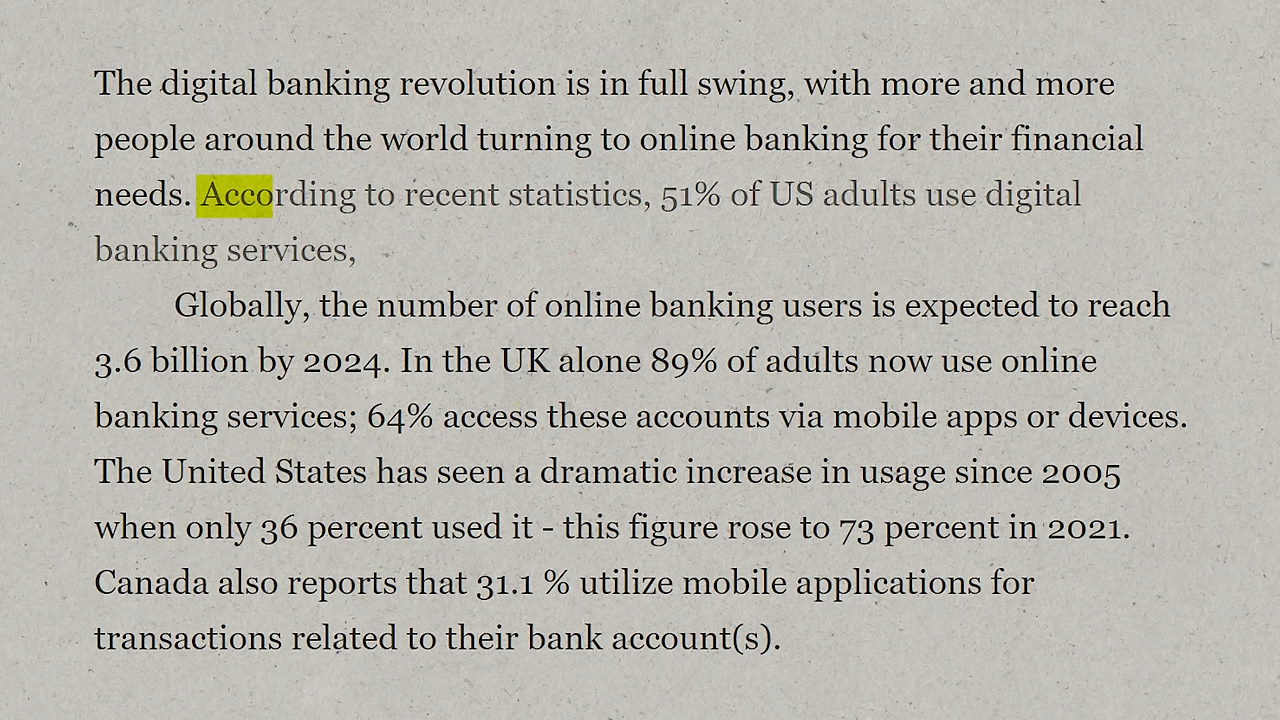 The digital banking revolution is in full swing, with more and more
people around the world turning to online banking for their financial
needs. According to recent statistics, 51% of US adults use digital
banking services,
Globally, the number of online banking users is expected to reach
3.6 billion by 2024. In the UK alone 89% of adults now use online
banking services; 64% access these accounts via mobile apps or devices.
The United States has seen a dramatic increase in usage since 2005
when only 36 percent used it - this figure rose to 73 percent in 2021.
Canada also reports that 31.1 % utilize mobile applications for
transactions related to their bank account(s).